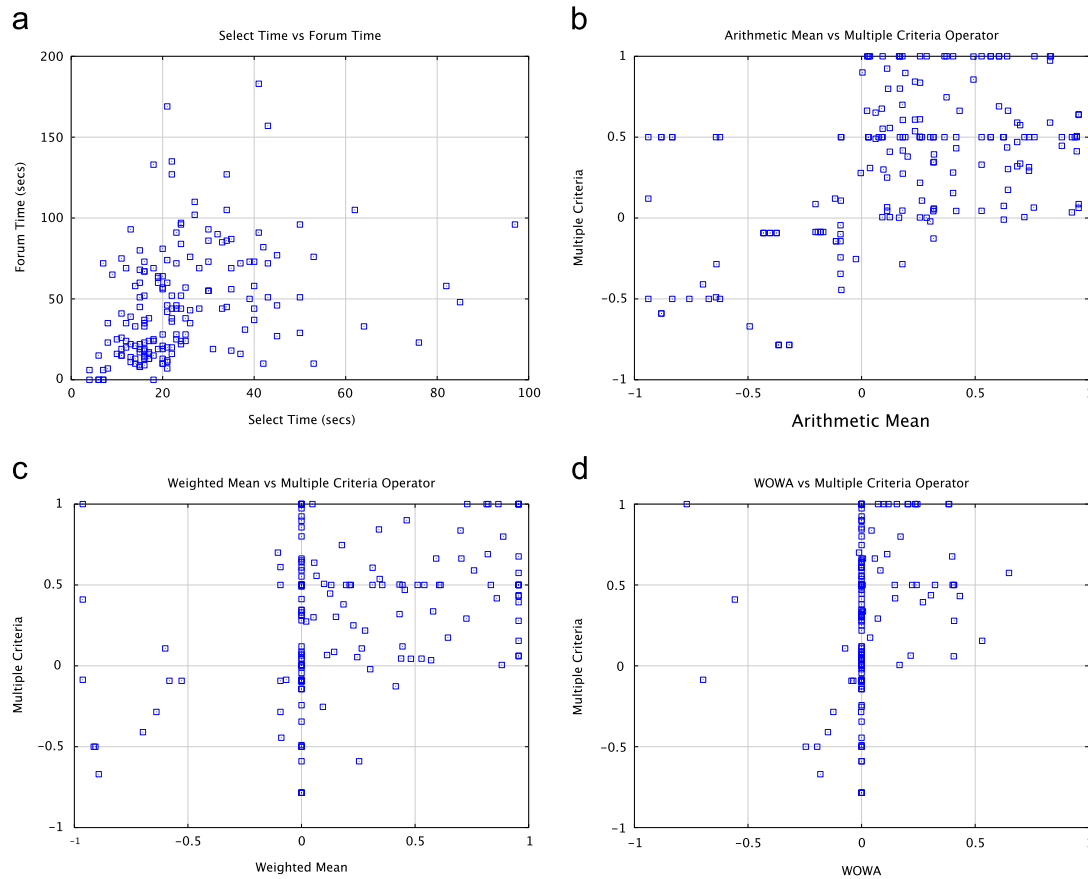 a
Select Time vs Forum Time
200
150
100
50
0
0 20 40 60 80 100
Forum Time (secs)
Select Time (secs)
b
Arithmetic Mean vs Multiple Criteria Operator
1
0.5
0
−0.5
−1
−1 −0.5 0 0.5 1
Multiple Criteria
Arithmetic Mean
c
Weighted Mean vs Multiple Criteria Operator
1
0.5
0
−0.5
−1
−1 −0.5 0 0.5 1
Multiple Criteria
Weighted Mean
d
WOWA vs Multiple Criteria Operator
1
0.5
0
−0.5
−1
−1 −0.5 0 0.5 1
Multiple Criteria
WOWA